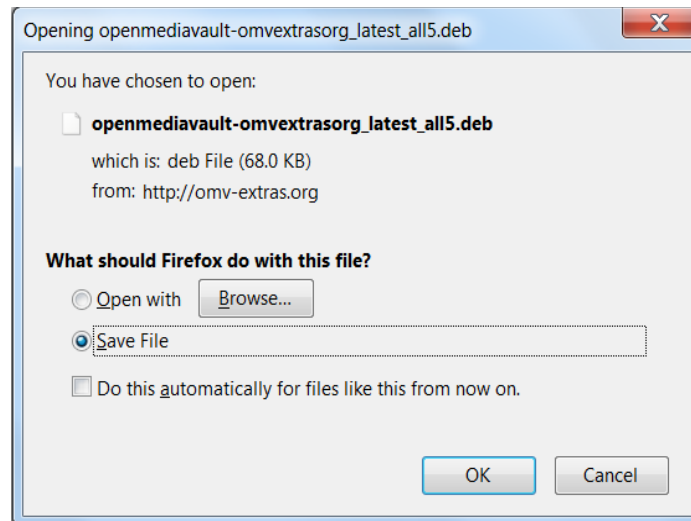 Opening openmediavault-omvextrasorg_latest_all5.deb
X
You have chosen to open:
openmediavault-omvextrasorg_latest_all5.deb
which is: deb File (68.0 KB)
from: http://omv-extras.org
What should Firefox do with this file?
Open with Browse...
Save File
Do this automatically for files like this from now on.
OK Cancel